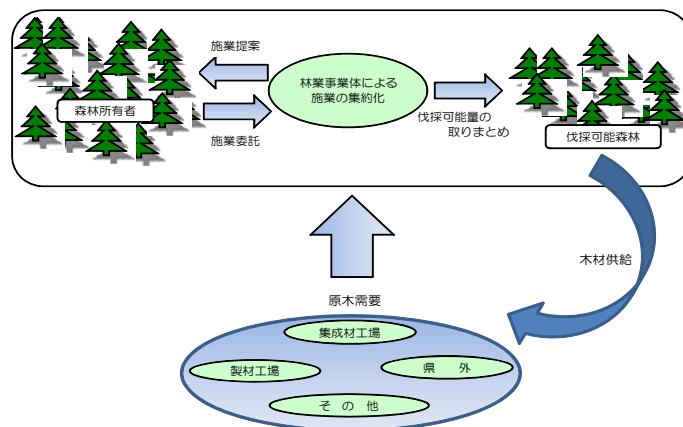 施業提案
林業事業体による
施業の集約化
森林所有者
施業委託
伐採可能量の
取りまとめ
伐採可能森林
木材供給
原木需要
集成材工場
製材工場
県　外
そ の 他